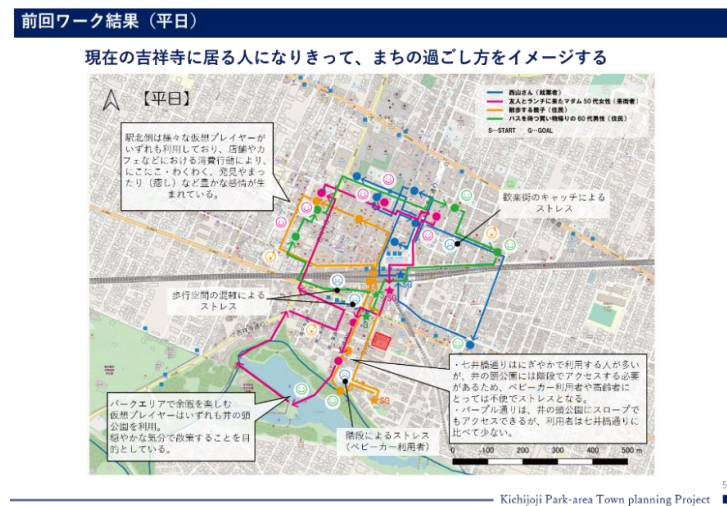 前回ワーク結果（平日）
現在の吉祥寺に居る人になりきって、まちの過ごし方をイメージする
【平日】
西山さん（就業者）
友人とランチに来たマダム50代女性（来街者）
散歩する親子（住民）
バスを待つ買い物帰りの60代男性（住民）
S…START G…GOAL
駅北側は様々な仮想プレイヤーが
いずれも利用しており、店舗やカ
フェなどにおける消費行動により、
にこにこ・わくわく、発見やまっ
たり（癒し）など豊かな感情が生
まれている。
歓楽街のキャッチによる
ストレス
歩行空間の混雑による
ストレス
SG
SG
G
SG
・七井橋通りはにぎやかで利用する人が多い
が、井の頭公園には階段でアクセスする必要
があるため、ベビーカー利用者や高齢者に
とっては不便でストレスとなる。
・パープル通りは、井の頭公園にスロープで
もアクセスできるが、利用者は七井橋通りに
比べて少ない。
パークエリアで余暇を楽しむ
仮想プレイヤーはいずれも井の頭
公園を利用。
穏やかな気分で散策することを目
的としている。
階段によるストレス
（ベビーカー利用者）
0 100 200 300 400 500 m
5
Kichijoji Park-area Town planning Project